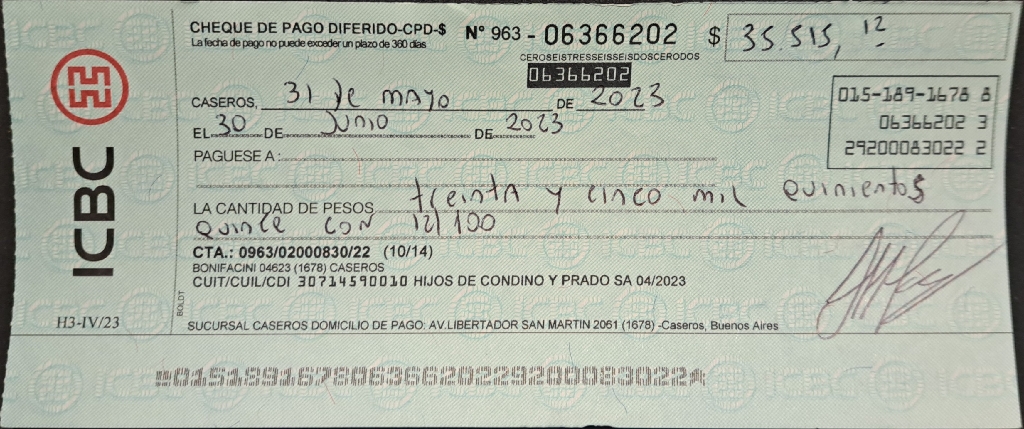 CHEQUE DE PAGO DIFERIDO-CPD-$ N° 963 - 06366202 $ 35.515, 12
La fecha de pago no puede exceder un plazo de 360 días
CEROSEISTRESSEISSEISDOSCERODOS
06366202
CASEROS, 31 de mayo DE 2023
015-189-1678 8
06366202 3
29200083022 2
EL 30 DE Junio DE 2023
PAGUESE A :
LA CANTIDAD DE PESOS treinta y cinco mil quinientos
quince con 12/100
CTA.: 0963/02000830/22 (10/14)
BONIFACINI 04623 (1678) CASEROS
CUIT/CUIL/CDI 30714590010 HIJOS DE CONDINO Y PRADO SA 04/2023
BOLDT
ICBC
H3-IV/23
SUCURSAL CASEROS DOMICILIO DE PAGO: AV.LIBERTADOR SAN MARTIN 2061 (1678) -Caseros, Buenos Aires
01518916780636620229200083022